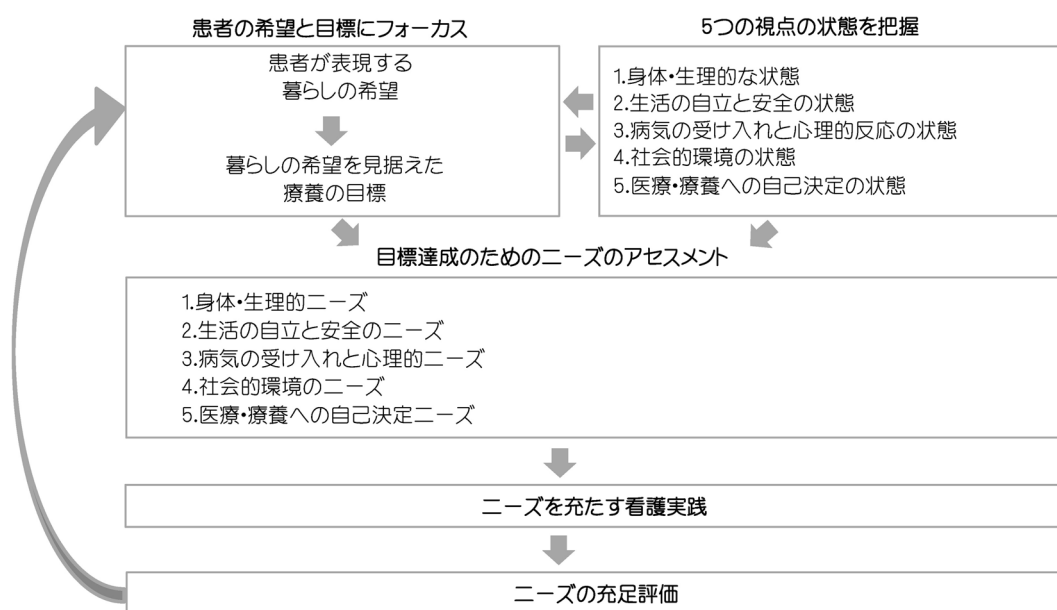 患者の希望と目標にフォーカス
患者が表現する
暮らしの希望
暮らしの希望を見据えた
療養の目標
5つの視点の状態を把握
1.身体・生理的な状態
2.生活の自立と安全の状態
3.病気の受け入れと心理的反応の状態
4.社会的環境の状態
5.医療・療養への自己決定の状態
目標達成のためのニーズのアセスメント
1.身体・生理的ニーズ
2.生活の自立と安全のニーズ
3.病気の受け入れと心理的ニーズ
4.社会的環境のニーズ
5.医療・療養への自己決定ニーズ
ニーズを充たす看護実践
ニーズの充足評価